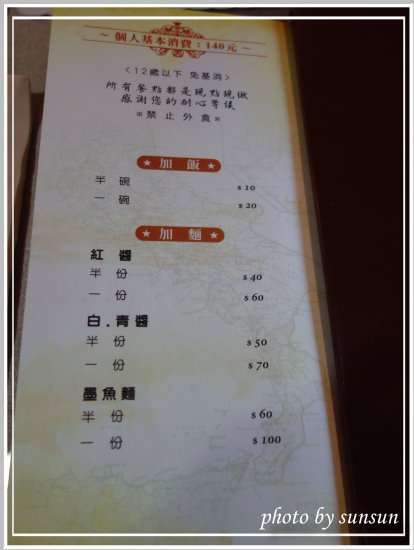 ~ 個人基本消費：140元 ~
<12歲以下 免基消>
所有餐點都是現點現做
感謝您的耐心等候
※禁止外食※
★ 加飯 ★
半 碗 $10
一 碗 $20
★ 加麵 ★
紅 醬
半 份 $40
一 份 $60
白．青醬
半 份 $50
一 份 $70
墨魚麵
半 份 $60
一 份 $100
photo by sunsun